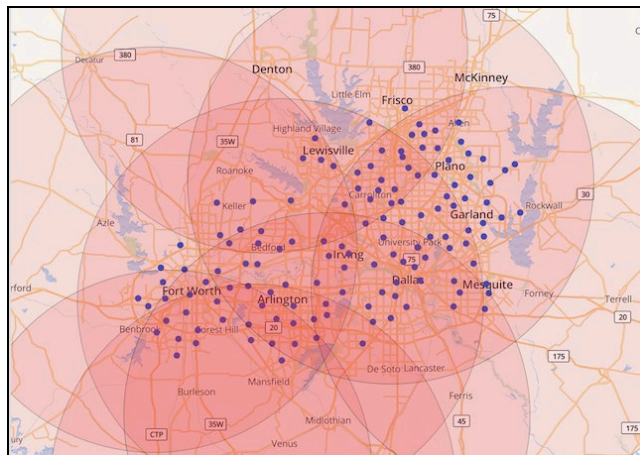 75
380
Decatur
Denton
380
McKinney
Little Elm
Frisco
Allen
Highland Village
81
35W
Lewisville
Plano
Roanoke
Carrollton
30
Keller
Rockwall
Garland
Azle
University Park
Bedford
Irving
75
Dallas
Mesquite
Fort Worth
Arlington
Forney
Terrell
20
Benbrook
Forest Hill
20
175
De Soto
Lancaster
Mansfield
Burleson
Ferris
Midlothian
35W
45
CTP
175
Venus